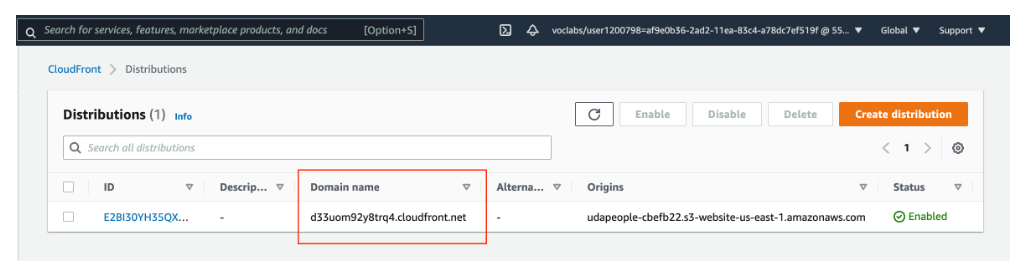 Search for services, features, marketplace products, and docs [Option+S] voclabs/user1200798=af9e0b36-2ad2-11ea-83c4-a78dc7ef519f @ 55... ▼ Global ▼ Support ▼
CloudFront > Distributions
Distributions (1) Info Enable Disable Delete Create distribution
Search all distributions < 1 >
ID Descrip... Domain name Alterna... Origins Status
E2BI30YH35QX... - d33uom92y8trq4.cloudfront.net - udapeople-cbefb22.s3-website-us-east-1.amazonaws.com Enabled